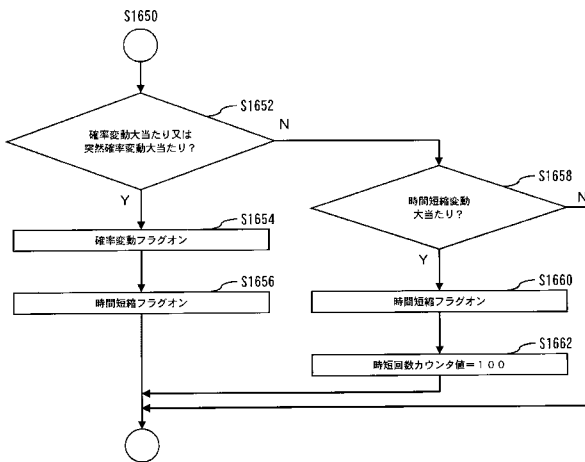 S1650
S1652
確率変動大当たり又は
突然確率変動大当たり?
N
Y
S1654
確率変動フラグオン
S1656
時間短縮フラグオン
S1658
時間短縮変動
大当たり?
N
Y
S1660
時間短縮フラグオン
S1662
時短回数カウンタ値=100